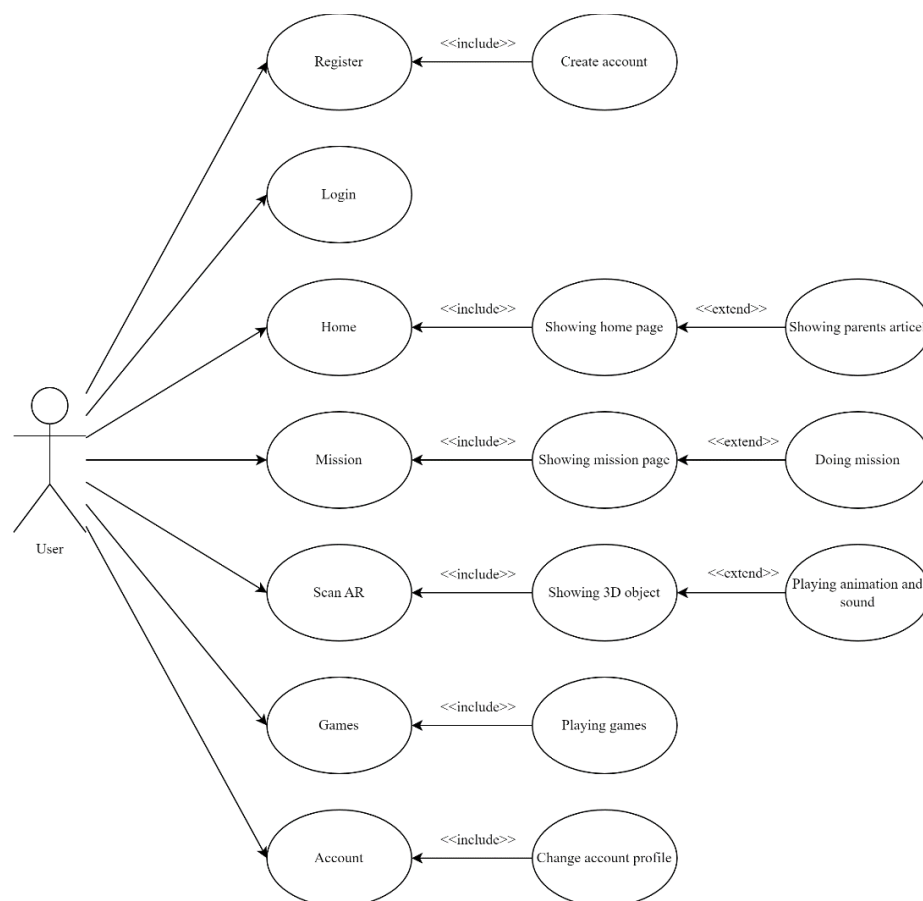 <<include>>
Register
Create account
Login
<<include>>
<<extend>>
Home
Showing home page
Showing parents articel
<<include>>
<<extend>>
Mission
Showing mission page
Doing mission
User
<<include>>
<<extend>>
Scan AR
Showing 3D object
Playing animation and
sound
<<include>>
Games
Playing games
<<include>>
Account
Change account profile